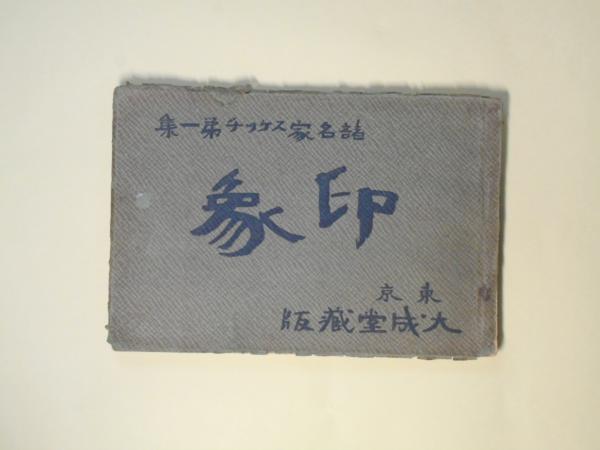 諸名家スケッチ第一集
印象
東京
大成堂蔵版